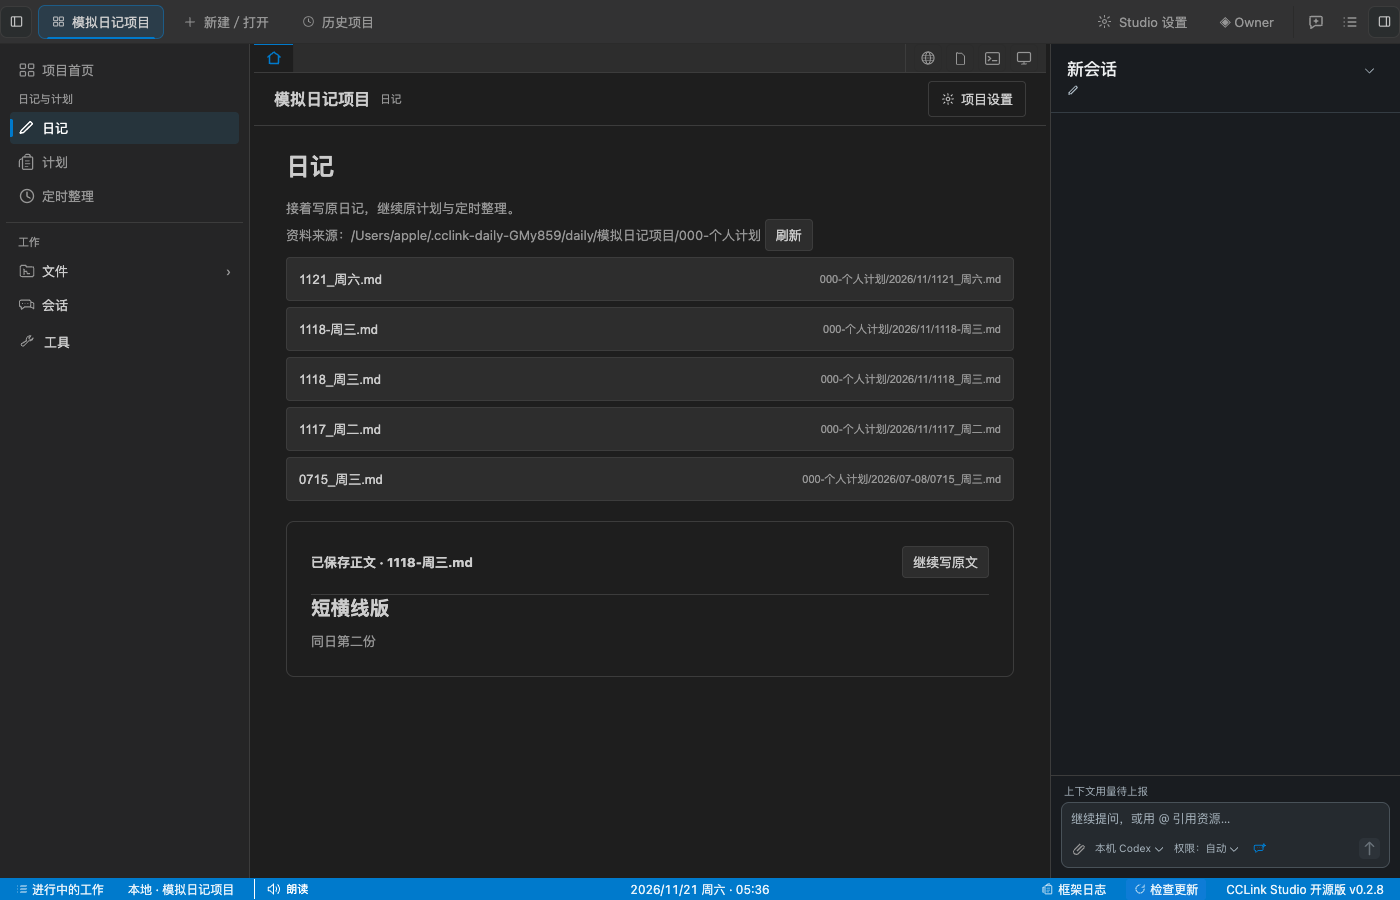 模拟日记项目
新建 / 打开
历史项目
Studio 设置
Owner
项目首页
日记与计划
日记
计划
定时整理
工作
文件
会话
工具
模拟日记项目 日记
项目设置
日记
接着写原日记，继续原计划与定时整理。
资料来源：/Users/apple/.cclink-daily-GMy859/daily/模拟日记项目/000-个人计划 刷新
1121_周六.md 000-个人计划/2026/11/1121_周六.md
1118-周三.md 000-个人计划/2026/11/1118-周三.md
1118_周三.md 000-个人计划/2026/11/1118_周三.md
1117_周二.md 000-个人计划/2026/11/1117_周二.md
0715_周三.md 000-个人计划/2026/07-08/0715_周三.md
已保存正文 · 1118-周三.md 继续写原文
短横线版
同日第二份
新会话
上下文用量待上报
继续提问，或用 @ 引用资源...
本机 Codex 权限：自动
进行中的工作 本地 · 模拟日记项目 朗读 2026/11/21 周六 · 05:36 框架日志 检查更新 CCLink Studio 开源版 v0.2.8